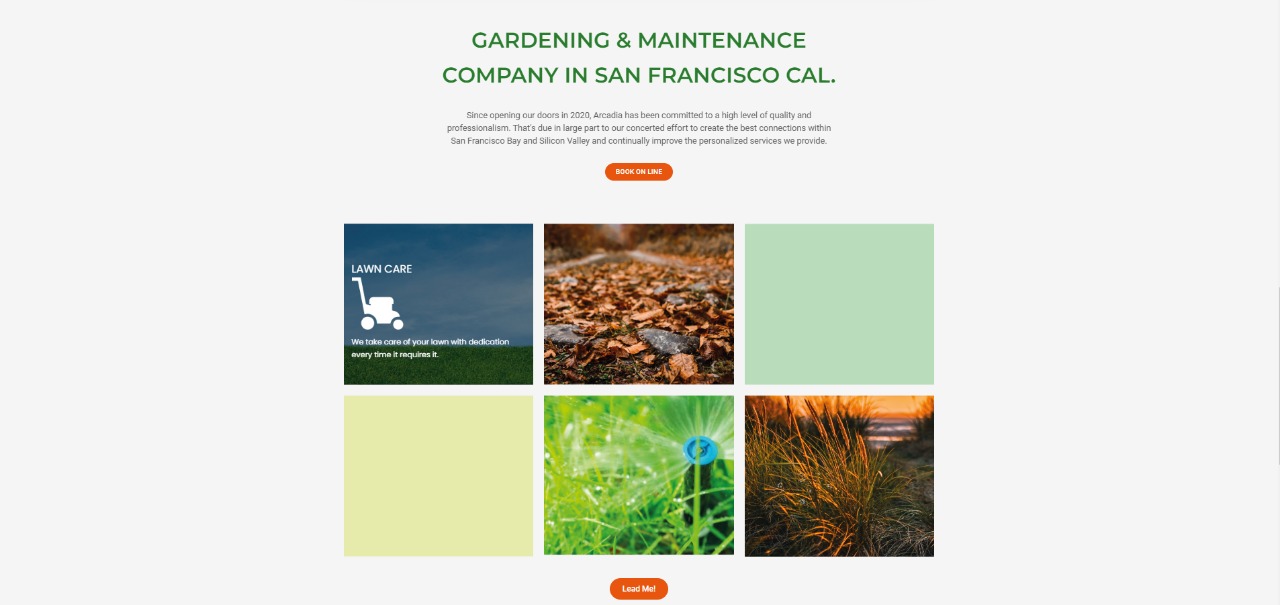 GARDENING & MAINTENANCE
COMPANY IN SAN FRANCISCO CAL.
Since opening our doors in 2020, Arcadia has been committed to a high level of quality and
professionalism. That's due in large part to our concerted effort to create the best connections within
San Francisco Bay and Silicon Valley and continually improve the personalized services we provide.
BOOK ON LINE
LAWN CARE
We take care of your lawn with dedication
every time it requires it.
Lead Me!